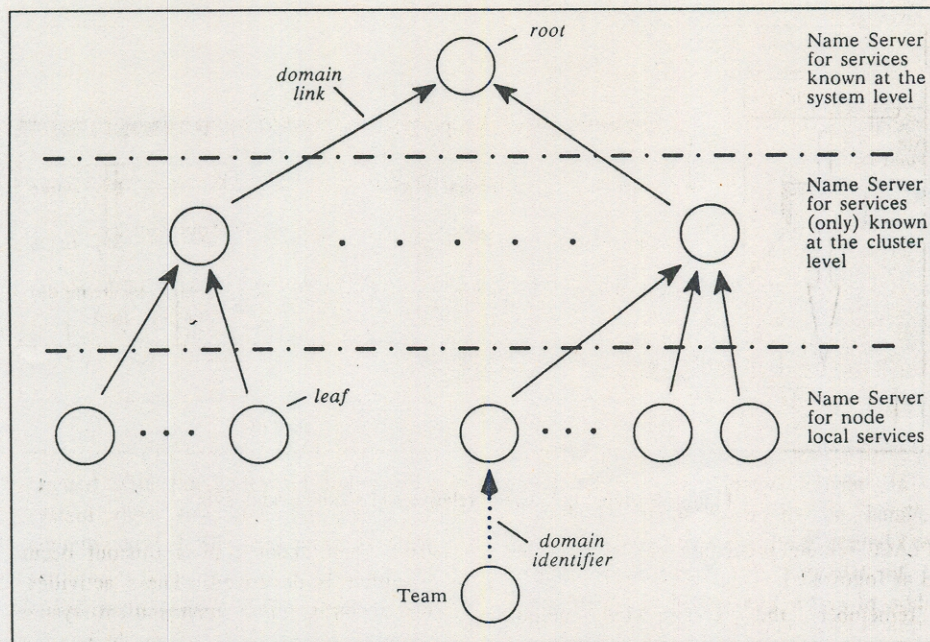 root
Name Server
for services
known at the
system level
domain
link
Name Server
for services
(only) known
at the cluster
level
leaf
Name Server
for node
local services
domain
identifier
Team